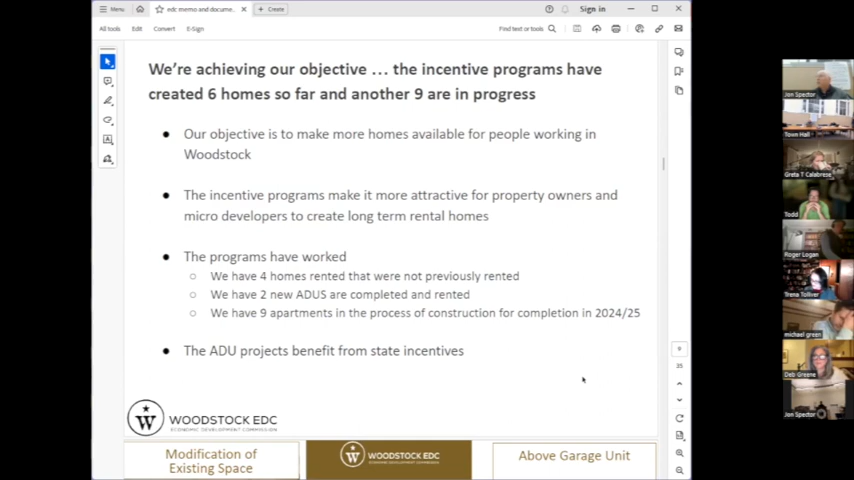 Menu
edc memo and docume...
Create
Sign in
All tools Edit Convert E-Sign
Find text or tools
We're achieving our objective ... the incentive programs have
created 6 homes so far and another 9 are in progress
Our objective is to make more homes available for people working in
Woodstock
The incentive programs make it more attractive for property owners and
micro developers to create long term rental homes
The programs have worked
We have 4 homes rented that were not previously rented
We have 2 new ADUS are completed and rented
We have 9 apartments in the process of construction for completion in 2024/25
The ADU projects benefit from state incentives
W
WOODSTOCK EDC
ECONOMIC DEVELOPMENT COMMISSION
Modification of
Existing Space
W
WOODSTOCK EDC
ECONOMIC DEVELOPMENT COMMISSION
Above Garage Unit
9
35
Jon Spector
Town Hall
Greta T Calabrese
Todd
Roger Logan
Trena Tolliver
michael green
Deb Greene
Jon Spector